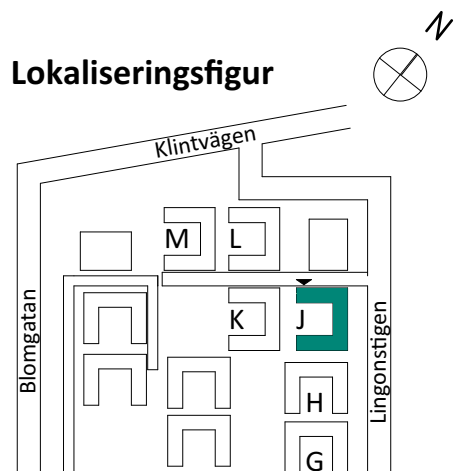 N
Lokaliseringsfigur
Klintvägen
M L
K J
Blomgatan
Lingonstigen
H
G